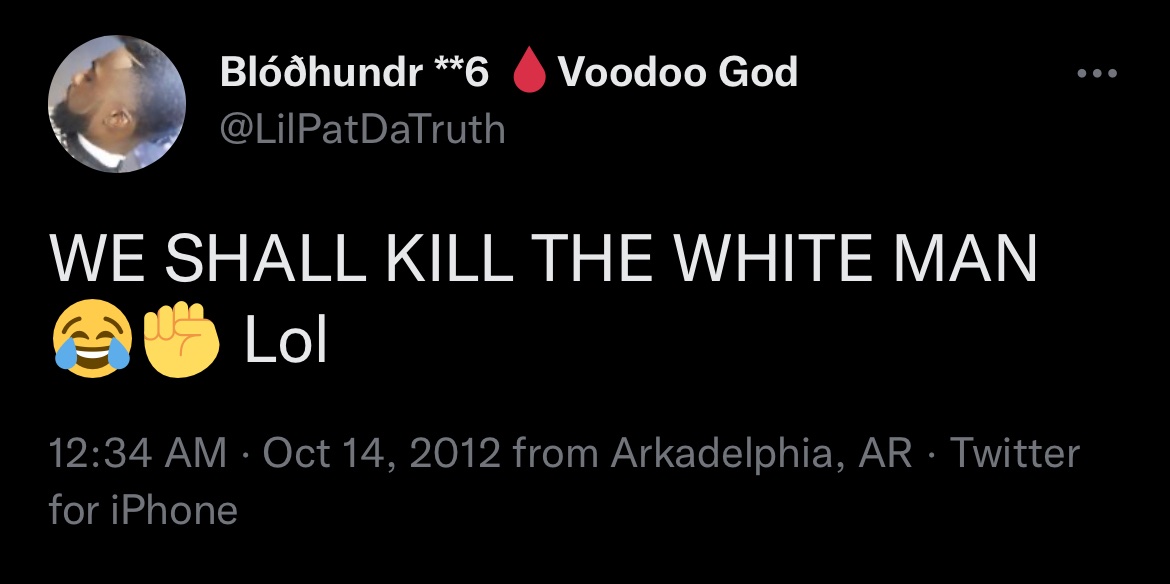 Blóðhundr **6 🩸Voodoo God
@LilPatDaTruth
WE SHALL KILL THE WHITE MAN
😂✊ Lol
12:34 AM · Oct 14, 2012 from Arkadelphia, AR · Twitter
for iPhone